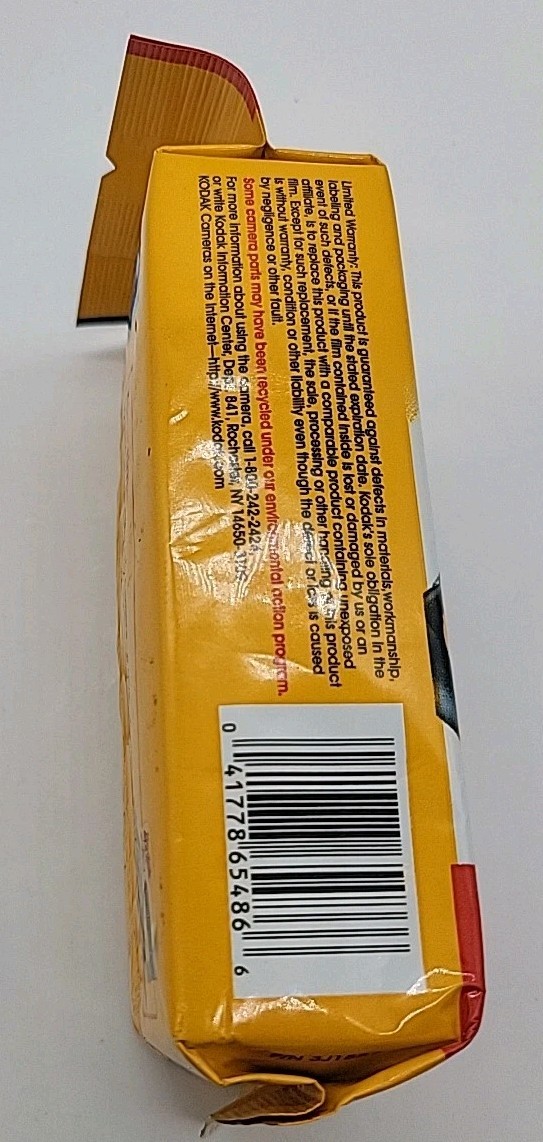 Limited Warranty: This product is guaranteed against defects in materials, workmanship,
labeling and packaging until the stated expiration date. Kodak's sole obligation in the
event of such defects, or if the film contained inside is lost or damaged by us or an
affiliate, is to replace this product with a comparable product containing unexposed
film. Except for such replacement, the sale, processing or other handling of this product
is without warranty, condition or other liability even though the defect or loss is caused
by negligence or other fault.
Some camera parts may have been recycled under our environmental action program.
For more information about using the camera, call 1-800-242-2424
or write Kodak Information Center, Dept. 841, Rochester, NY 14650-
KODAK Cameras on the Internet—http://www.kodak.com
0 41778 65486 6
P/N